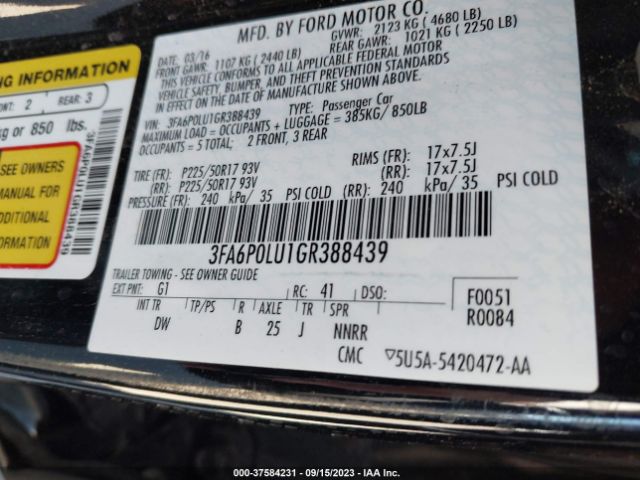 NG INFORMATION
ONT: 2 REAR: 3
kg or 850 lbs.
SEE OWNERS
MANUAL FOR
ADDITIONAL
INFORMATION
3FA6P0LU1GR388439
MFD. BY FORD MOTOR CO.
DATE: 03/16 GVWR: 2123 KG ( 4680 LB)
FRONT GAWR: 1107 KG ( 2440 LB) REAR GAWR: 1021 KG ( 2250 LB)
THIS VEHICLE CONFORMS TO ALL APPLICABLE FEDERAL MOTOR
VEHICLE SAFETY, BUMPER, AND THEFT PREVENTION STANDARDS
IN EFFECT ON THE DATE OF MANUFACTURE SHOWN ABOVE.
VIN: 3FA6P0LU1GR388439 TYPE: Passenger Car
MAXIMUM LOAD = OCCUPANTS + LUGGAGE = 385KG/ 850LB
OCCUPANTS = 5 TOTAL; 2 FRONT, 3 REAR
TIRE (FR): P225/50R17 93V RIMS (FR): 17x7.5J
(RR): P225/50R17 93V (RR): 17x7.5J
PRESSURE (FR): 240 kPa/ 35 PSI COLD (RR): 240 kPa/ 35 PSI COLD
3FA6P0LU1GR388439
TRAILER TOWING - SEE OWNER GUIDE
EXT PNT: G1 RC: 41 DSO: F0051
INT TR TP/PS R AXLE TR SPR R0084
DW B 25 J NNRR
CMC 5U5A-5420472-AA
000-37584231 - 09/15/2023 - IAA Inc.